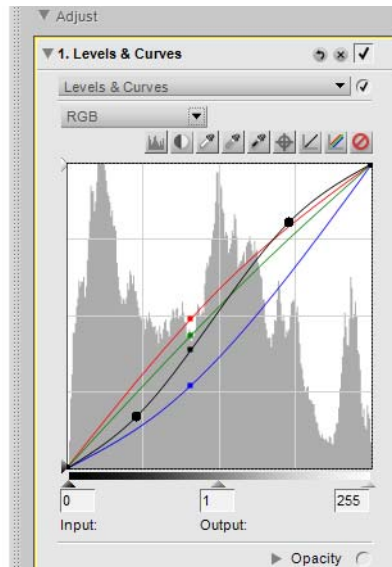 Adjust
1. Levels & Curves
Levels & Curves
RGB
0 1 255
Input: Output:
Opacity